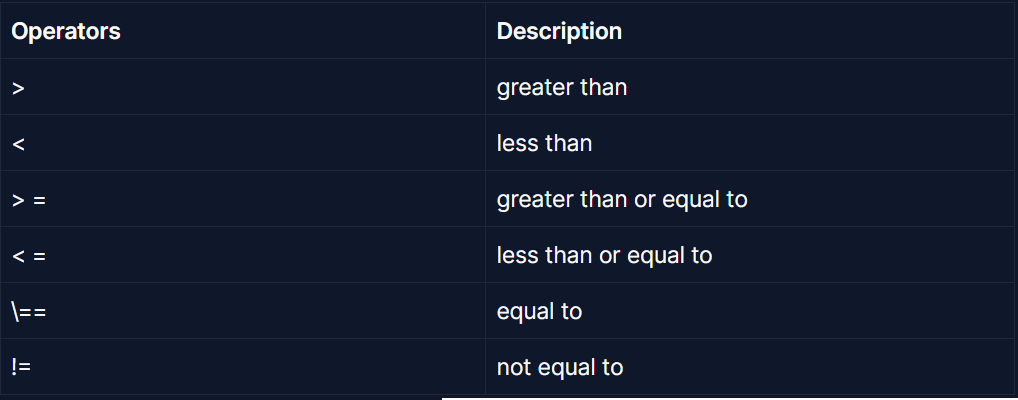 Operators Description
> greater than
< less than
> = greater than or equal to
< = less than or equal to
\== equal to
!= not equal to